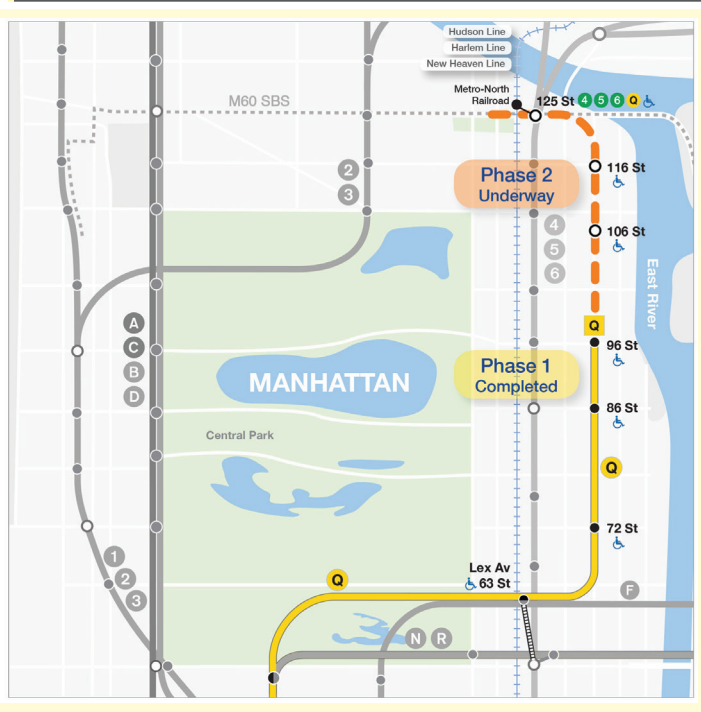 Hudson Line
Harlem Line
New Heaven Line
Metro-North
Railroad
125 St 4 5 6 Q
M60 SBS
2
3
Phase 2
Underway
116 St
4
5
6
106 St
East River
A
C
B
D
Q
96 St
Phase 1
Completed
MANHATTAN
86 St
Central Park
Q
72 St
1
2
3
Lex Av
63 St
Q
F
N R